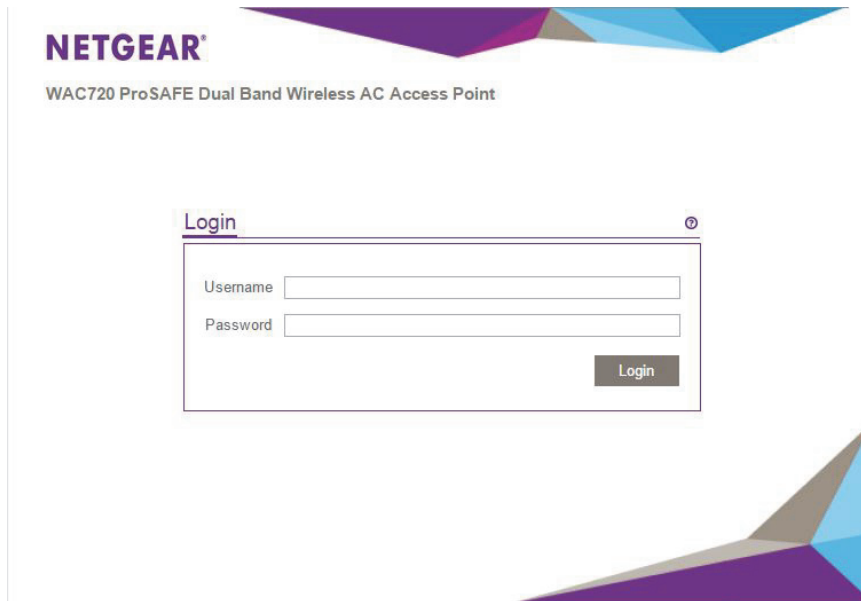 NETGEAR®
WAC720 ProSAFE Dual Band Wireless AC Access Point
Login
?
Username
Password
Login